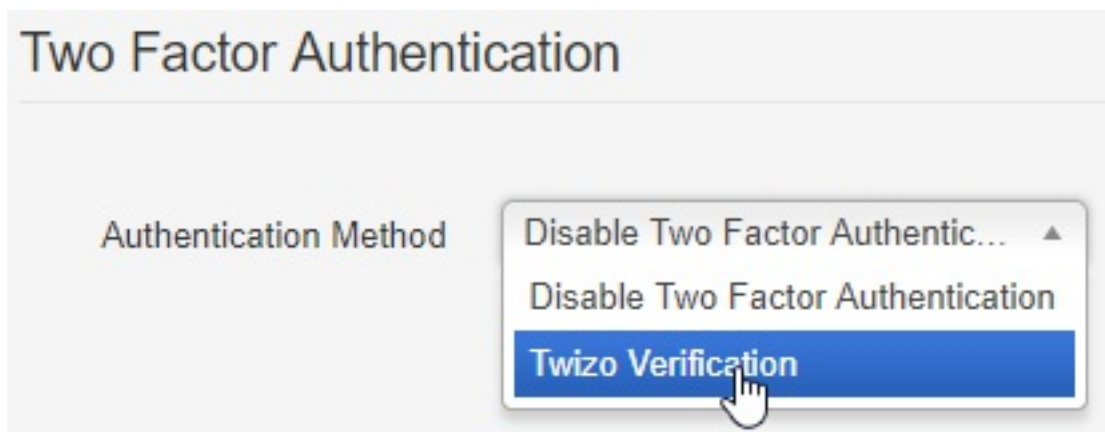 Two Factor Authentication
Authentication Method
Disable Two Factor Authentic...
Disable Two Factor Authentication
Twizo Verification